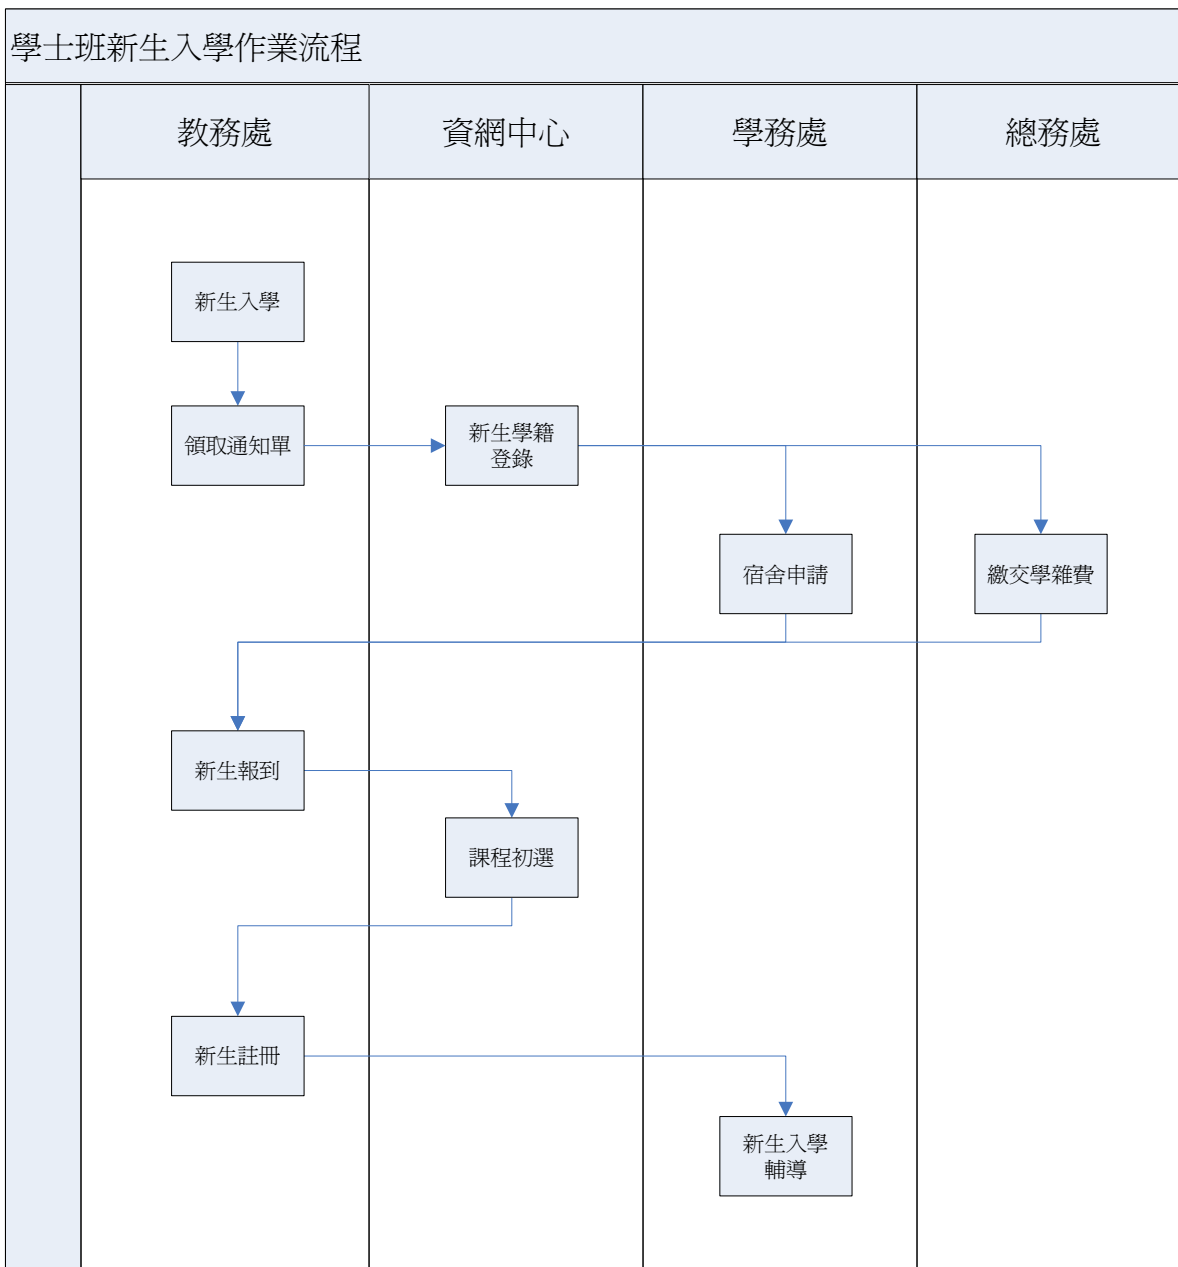 學士班新生入學作業流程
教務處
資網中心
學務處
總務處
新生入學
領取通知單
新生學籍
登錄
宿舍申請
繳交學雜費
新生報到
課程初選
新生註冊
新生入學
輔導